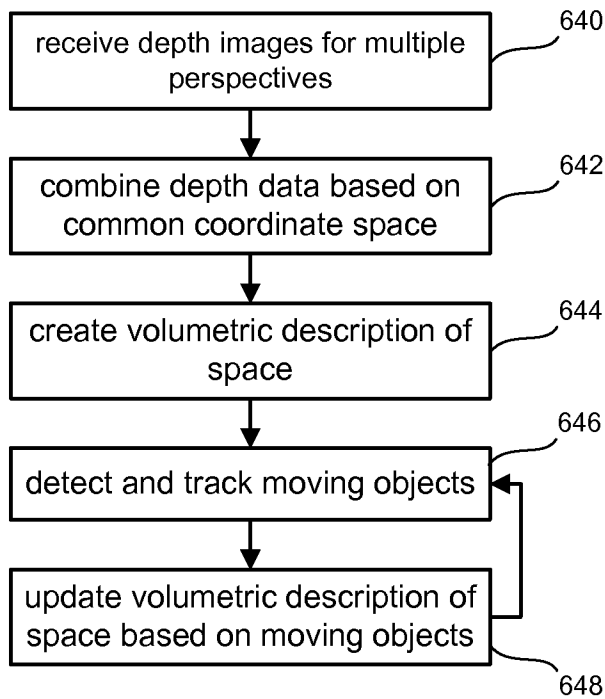 receive depth images for multiple
perspectives
640
combine depth data based on
common coordinate space
642
create volumetric description of
space
644
detect and track moving objects
646
update volumetric description of
space based on moving objects
648